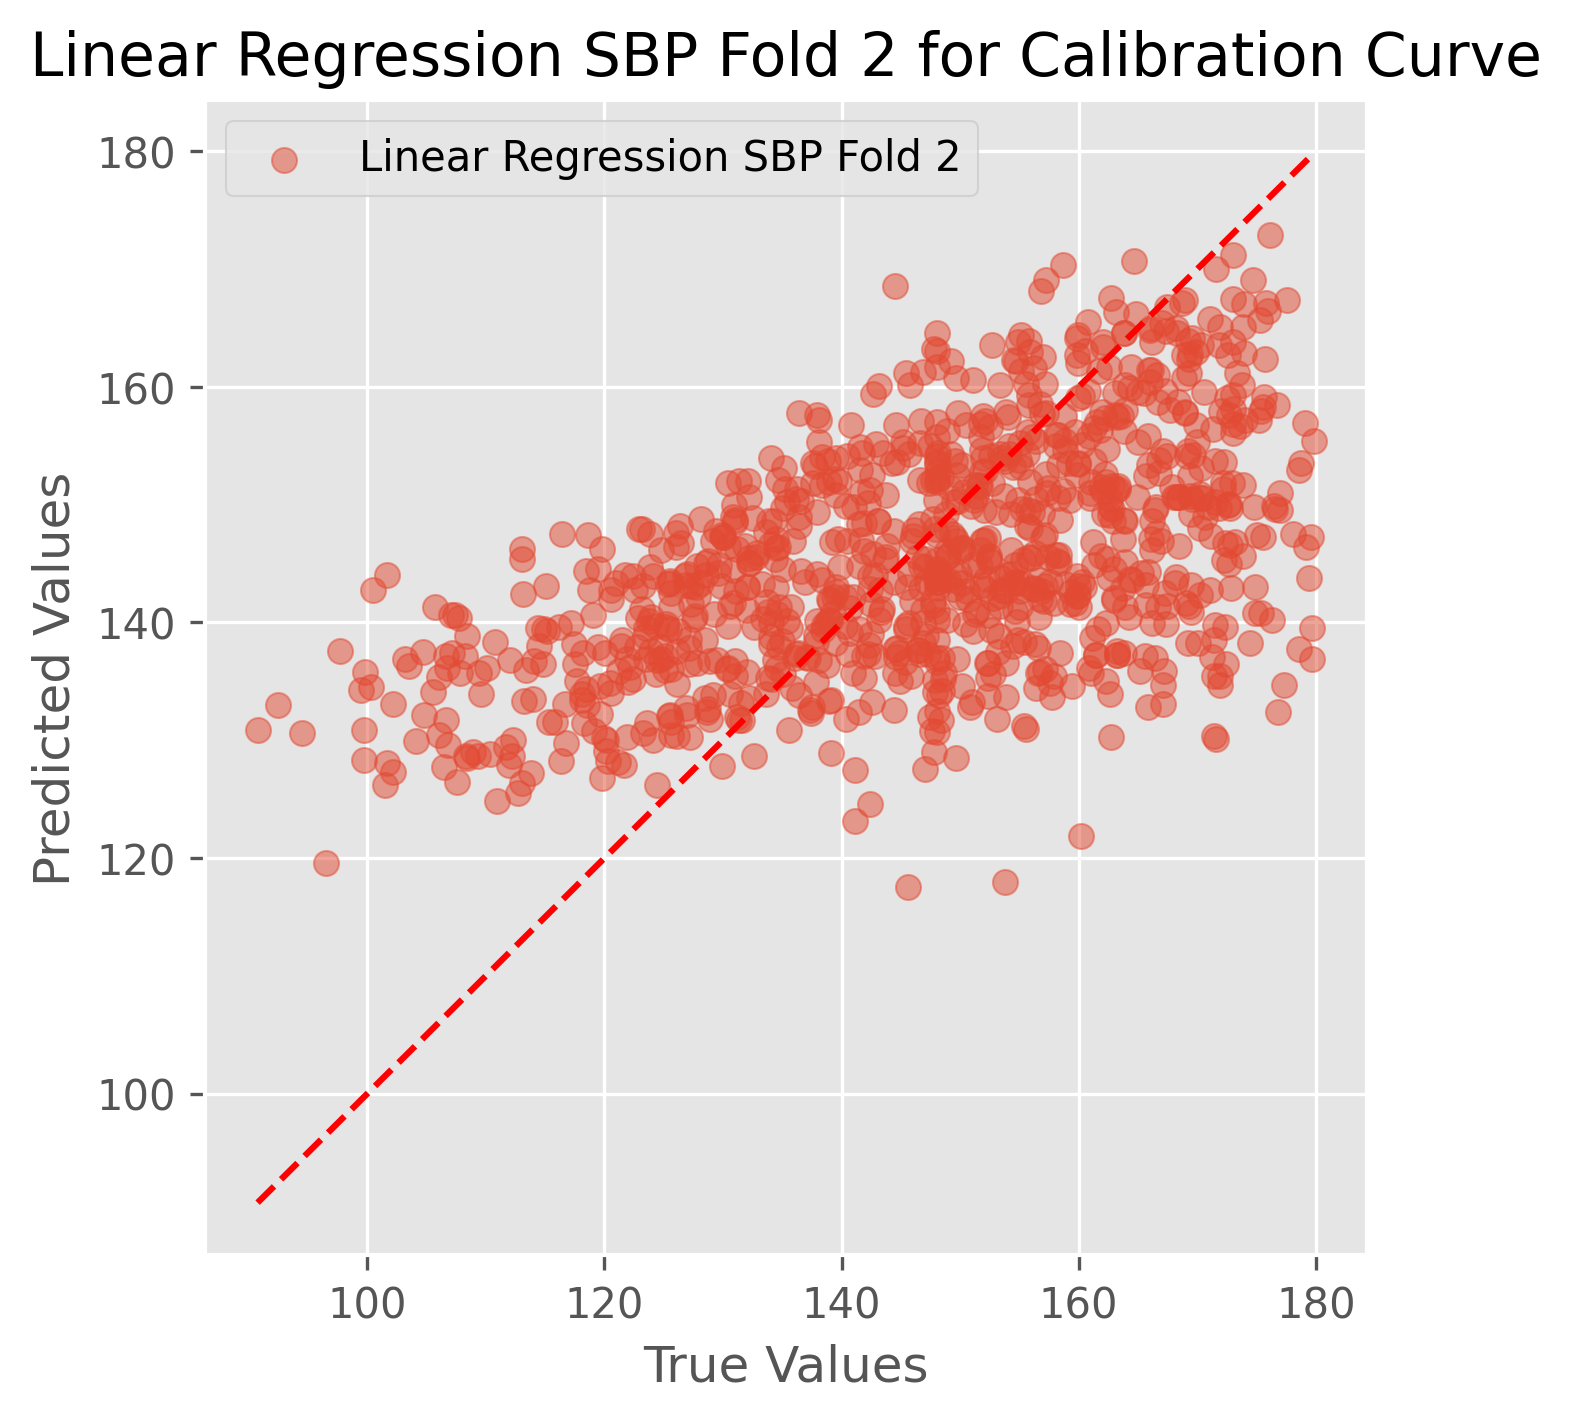 Linear Regression SBP Fold 2 for Calibration Curve
Linear Regression SBP Fold 2
180
160
140
120
100
Predicted Values
100 120 140 160 180
True Values